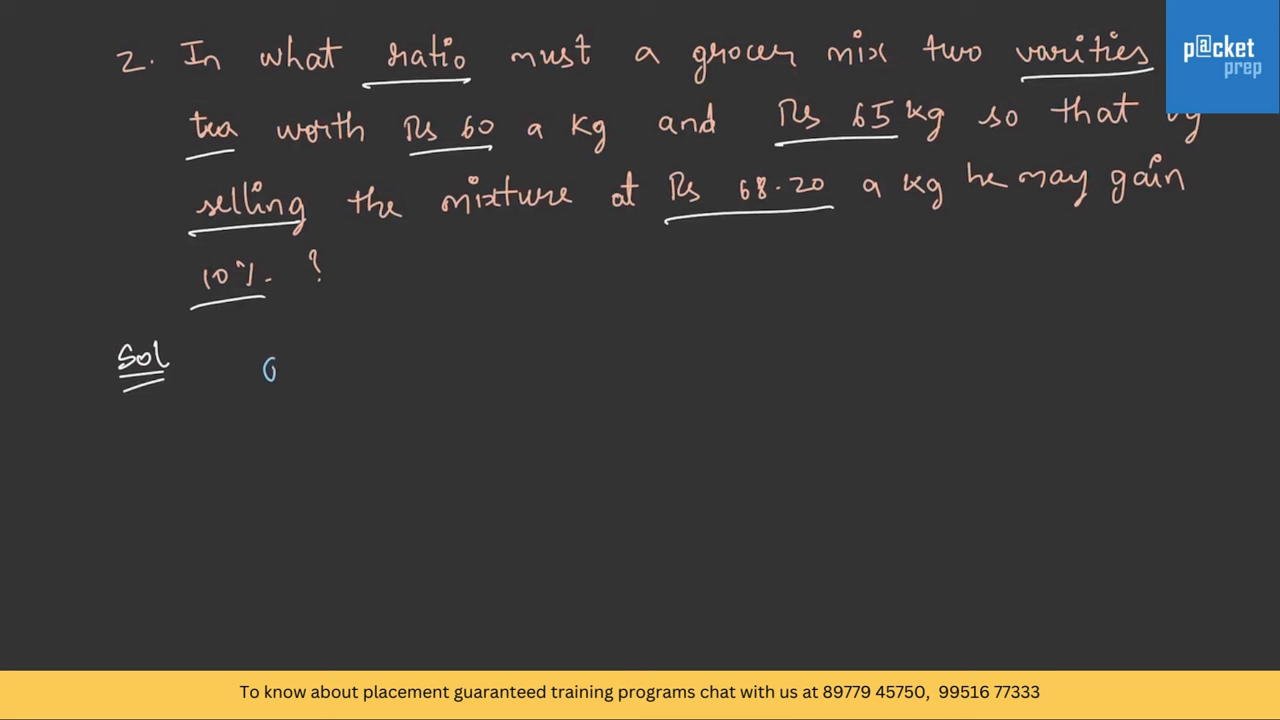 2. In what ratio must a grocer mix two varities
p@cket
prep
tea worth Rs 60 a Kg and Rs 65 kg so that by
selling the mixture at Rs 68.20 a kg he may gain
10%. ?
Sol
To know about placement guaranteed training programs chat with us at 89779 45750, 99516 77333